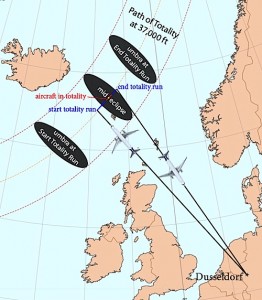 Path of Totality
at 37,000 ft
umbra at
End Totality Run
end totality run
mid eclipse
aircraft in totality
start totality run
umbra at
Start Totality Run
Dusseldorf